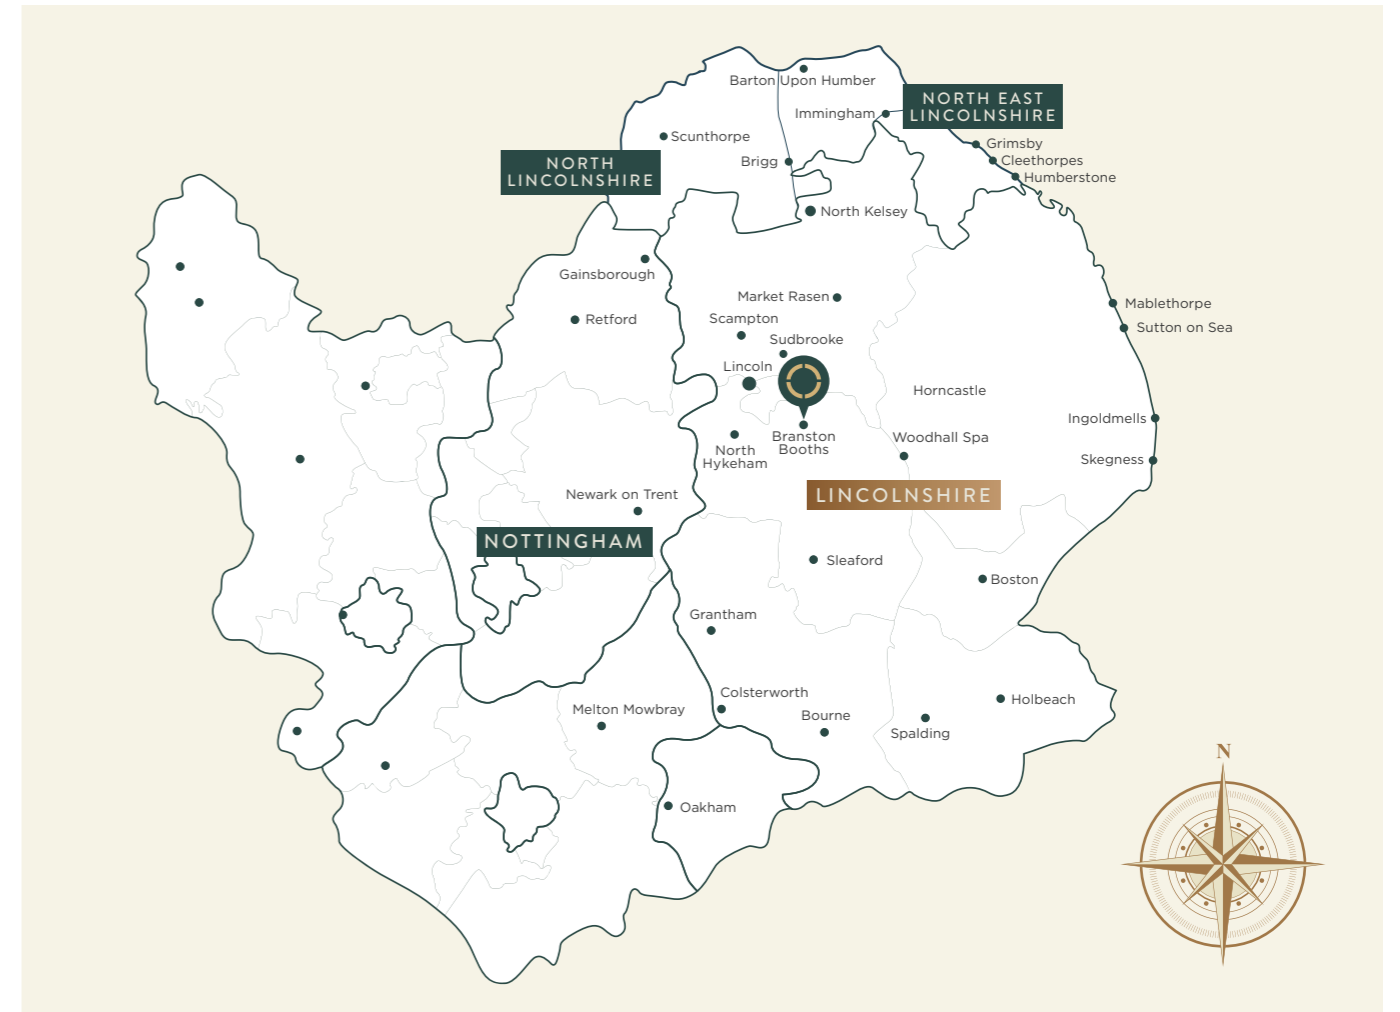 Barton Upon Humber
NORTH EAST
LINCOLNSHIRE
Immingham
Scunthorpe
Grimsby
NORTH
LINCOLNSHIRE
Brigg
Cleethorpes
Humberstone
North Kelsey
Gainsborough
Market Rasen
Mablethorpe
Retford
Scampton
Sutton on Sea
Sudbrooke
Lincoln
Horncastle
Ingoldmells
Branston
Booths
Woodhall Spa
North
Hykeham
Skegness
Newark on Trent
LINCOLNSHIRE
NOTTINGHAM
Sleaford
Boston
Grantham
Colsterworth
Holbeach
Melton Mowbray
Bourne
Spalding
N
Oakham